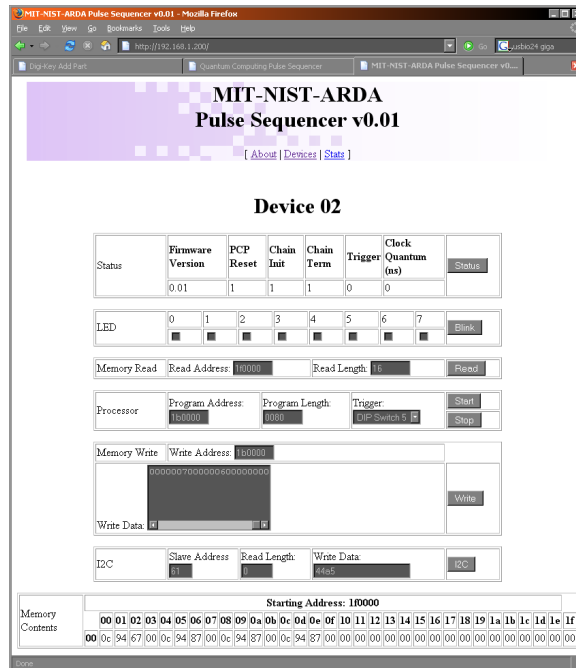 MIT-NIST-ARDA Pulse Sequencer v0.01 - Mozilla Firefox
File Edit View Go Bookmarks Tools Help
http://192.168.1.200/ Go usbio24 giga
Digi-Key Add Part Quantum Computing Pulse Sequencer MIT-NIST-ARDA Pulse Sequencer v0....
MIT-NIST-ARDA
Pulse Sequencer v0.01
[ About | Devices | Stats ]
Device 02
Status Firmware Version PCP Reset Chain Init Chain Term Trigger Clock Quantum (ns) Status
0.01 1 1 1 0 0
LED 0 1 2 3 4 5 6 7 Blink
Memory Read Read Address: 1f0000 Read Length: 16 Read
Processor Program Address: 1b0000 Program Length: 0080 Trigger: DIP Switch 5 Start
Stop
Memory Write Write Address: 1b0000
Write Data: 0000007000000600000000 Write
I2C Slave Address 61 Read Length: 0 Write Data: 44a5 I2C
Memory Contents Starting Address: 1f0000
00 01 02 03 04 05 06 07 08 09 0a 0b 0c 0d 0e 0f 10 11 12 13 14 15 16 17 18 19 1a 1b 1c 1d 1e 1f
00 0c 94 67 00 0c 94 87 00 0c 94 87 00 0c 94 87 00 00 00 00 00 00 00 00 00 00 00 00 00 00 00 00 00
Done